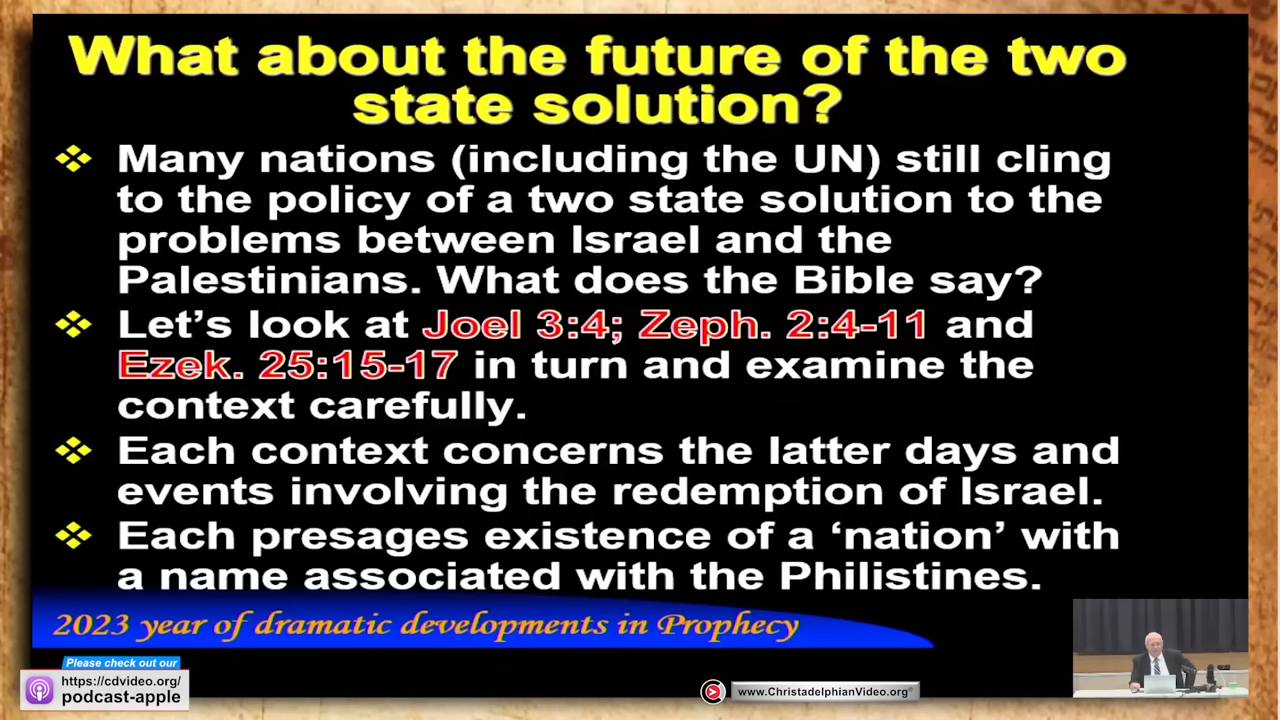 What about the future of the two
state solution?
Many nations (including the UN) still cling
to the policy of a two state solution to the
problems between Israel and the
Palestinians. What does the Bible say?
Let’s look at Joel 3:4; Zeph. 2:4-11 and
Ezek. 25:15-17 in turn and examine the
context carefully.
Each context concerns the latter days and
events involving the redemption of Israel.
Each presages existence of a ‘nation’ with
a name associated with the Philistines.
2023 year of dramatic developments in Prophecy
Please check out our
https://cdvideo.org/
podcast-apple
www.ChristadelphianVideo.org